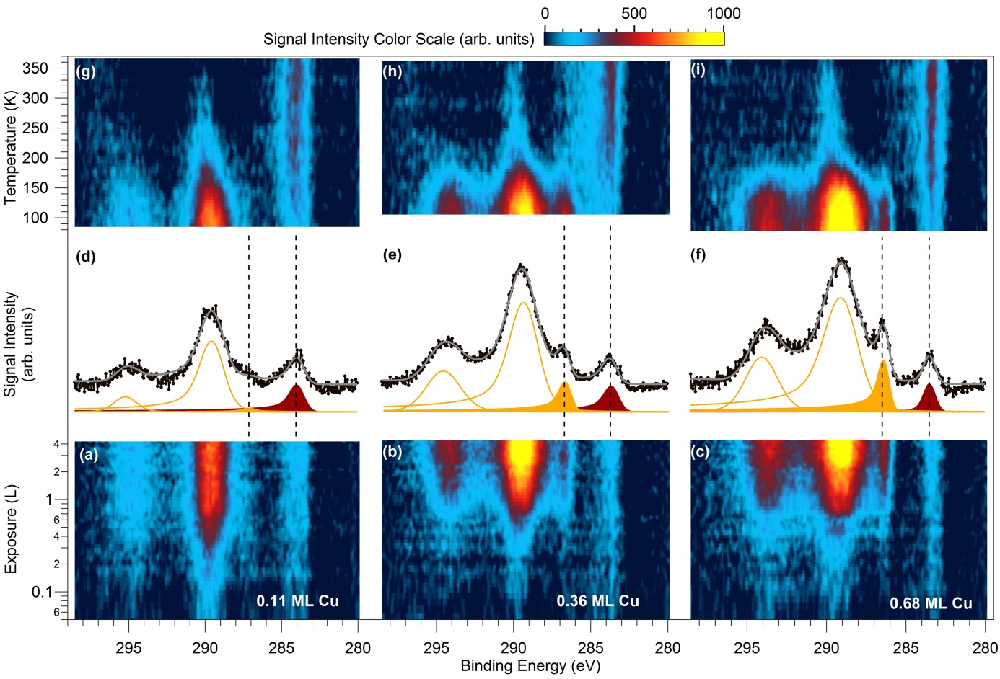 0 500 1000
Signal Intensity Color Scale (arb. units)
(g) (h) (i)
350
300
250
200
150
100
Temperature (K)
(d) (e) (f)
Signal Intensity
(arb. units)
(a) (b) (c)
4
2
1
6
4
2
0.1
6
Exposure (L)
0.11 ML Cu 0.36 ML Cu 0.68 ML Cu
295 290 285 280 295 290 285 280 295 290 285 280
Binding Energy (eV)